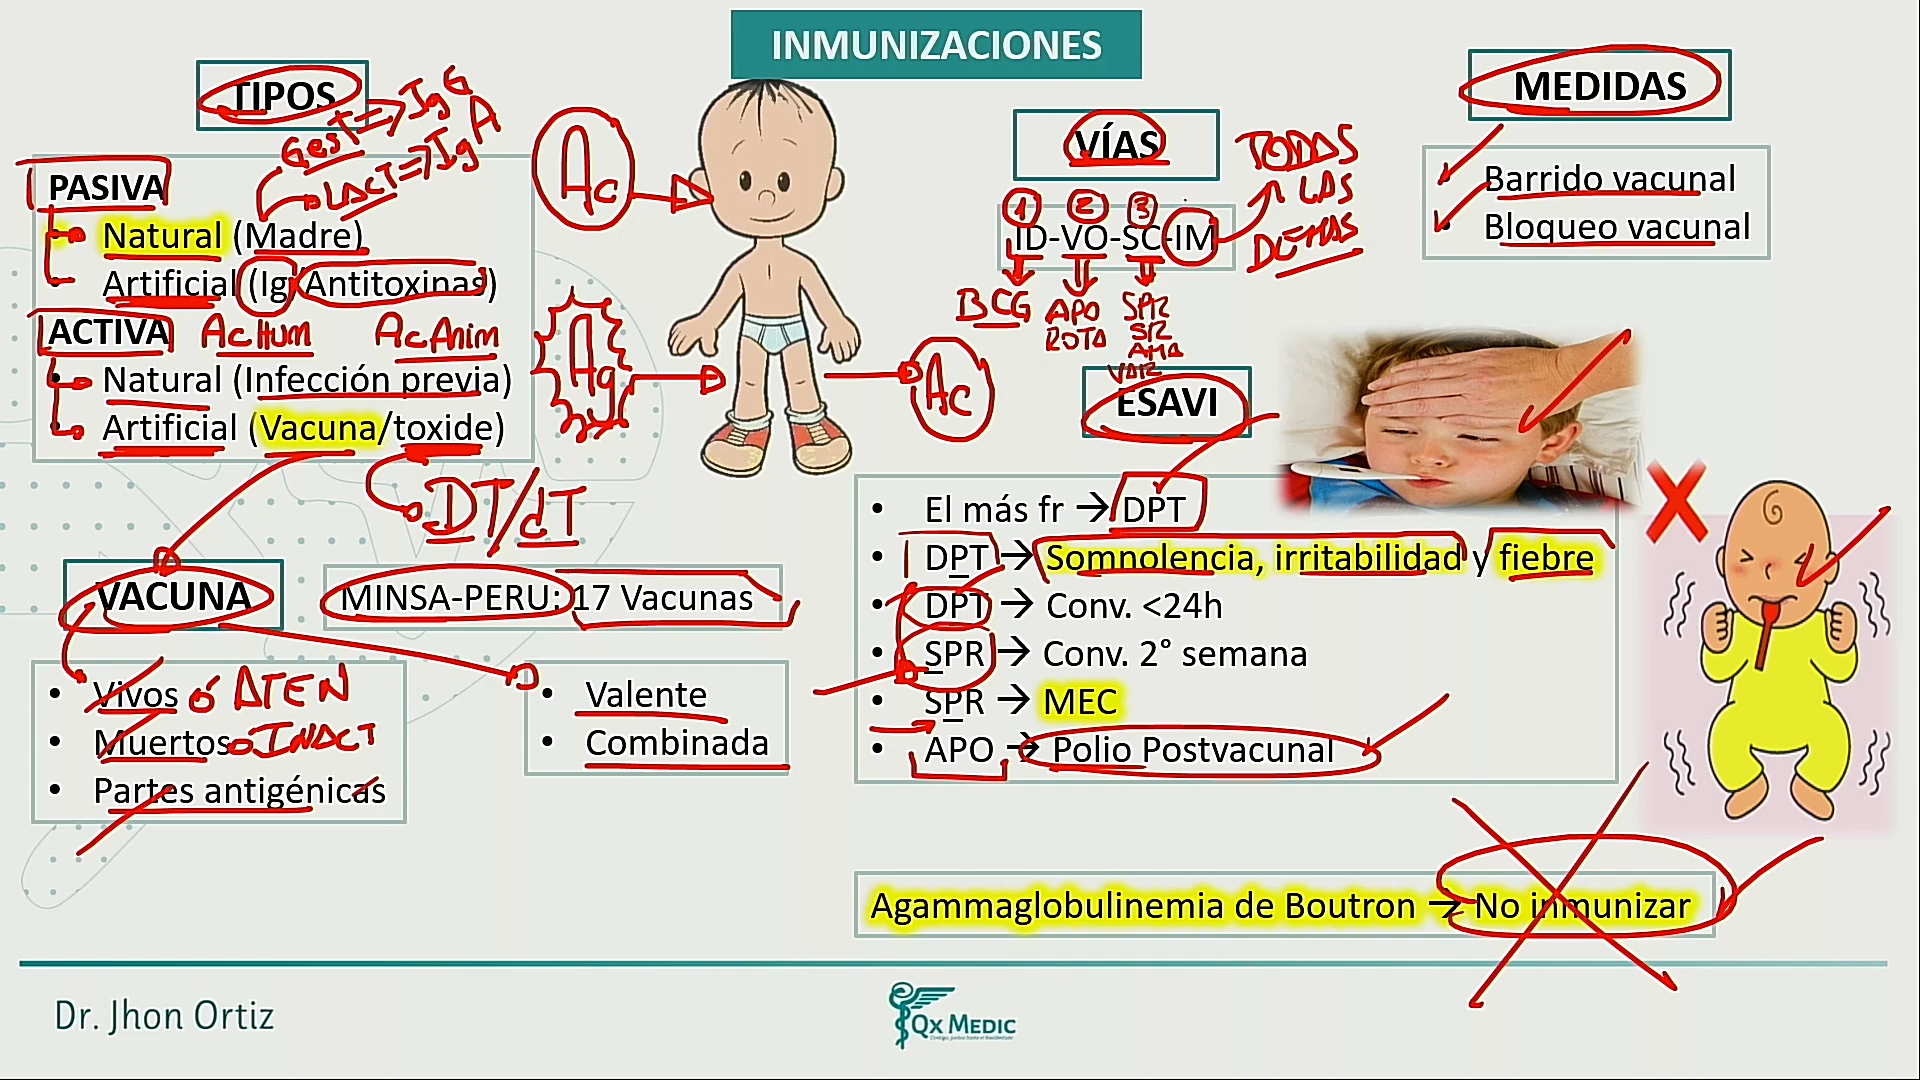 INMUNIZACIONES
TIPOS
GesT => IgG
LACT => IgA
PASIVA
Natural (Madre)
Artificial (Ig/Antitoxinas)
ACTIVA
AcHum
AcAnim
Natural (Infección previa)
Artificial (Vacuna/toxide)
DT/dT
Ac
Ag
Ac
VÍAS
1 2 3
ID-VO-SC-IM
TODAS
LAS
DEMAS
BCG
APO
ROTA
SPR
SR
AMA
VAR
MEDIDAS
Barrido vacunal
• Bloqueo vacunal
ESAVI
• El más fr → DPT
• DPT → Somnolencia, irritabilidad y fiebre
• DPT → Conv. <24h
• SPR → Conv. 2° semana
• SPR → MEC
• APO → Polio Postvacunal
VACUNA
MINSA-PERU: 17 Vacunas
• Vivos ó ATEN
• Muertos o INACT
• Partes antigénicas
• Valente
• Combinada
Agammaglobulinemia de Boutron → No inmunizar
Dr. Jhon Ortiz
QX MEDIC